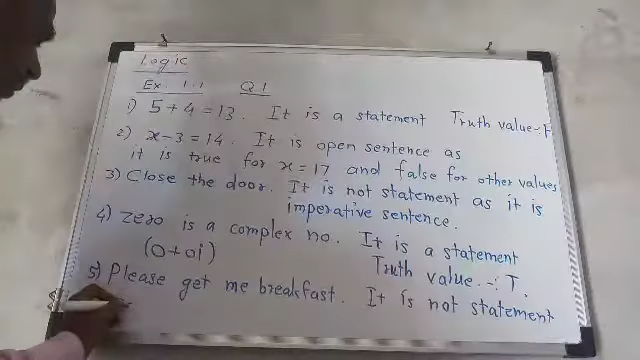 Logic
Ex. 1.1 Q1
1) 5+4=13. It is a statement Truth value-F
2) x-3=14. It is open sentence as
it is true for x=17 and false for other values
3) Close the door. It is not statement as it is
imperative sentence.
4) Zero is a complex no. It is a statement
(0+0i) Truth value -: T.
5) Please get me breakfast. It is not statement